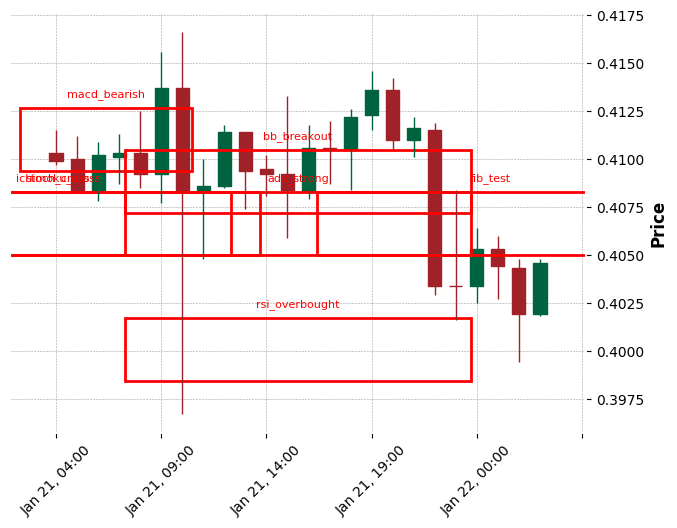 0.4175
0.4150
0.4125
0.4100
0.4075
0.4050
0.4025
0.4000
0.3975
Price
macd_bearish
bb_breakout
fib_test
rsi_overbought
Jan 21, 04:00
Jan 21, 09:00
Jan 21, 14:00
Jan 21, 19:00
Jan 22, 00:00